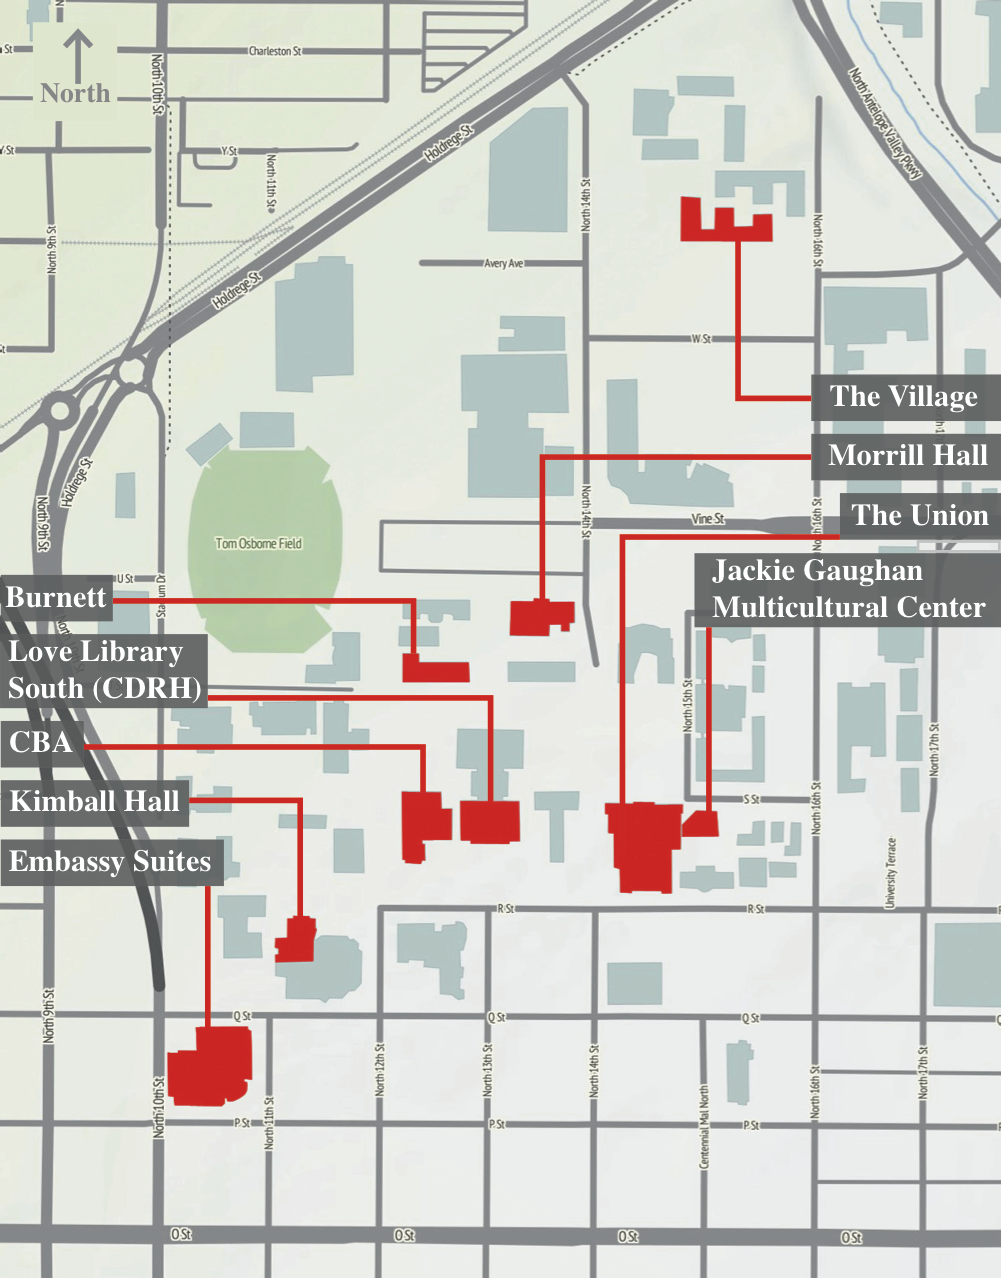 St
Charleston St
North 10th St
North
Y St
Y St
North 11th St
Holdrege St
North Antelope Valley Pkwy
North 14th St
North 16th St
North 9th St
Avery Ave
Holdrege St
W St
The Village
Morrill Hall
Holdrege St
North 9th St
The Union
Vine St
North 14th St
North 16th St
Tom Osborne Field
Jackie Gaughan
Multicultural Center
U St
Stadium Dr
Burnett
Love Library
South (CDRH)
North 15th St
North 17th St
CBA
Kimball Hall
S St
North 16th St
Embassy Suites
University Terrace
R St
R St
North 9th St
Q St
Q St
Q St
North 10th St
North 11th St
North 12th St
North 13th St
North 14th St
Centennial Mal North
North 16th St
North 17th St
P St
P St
P St
O St
O St
O St
O St